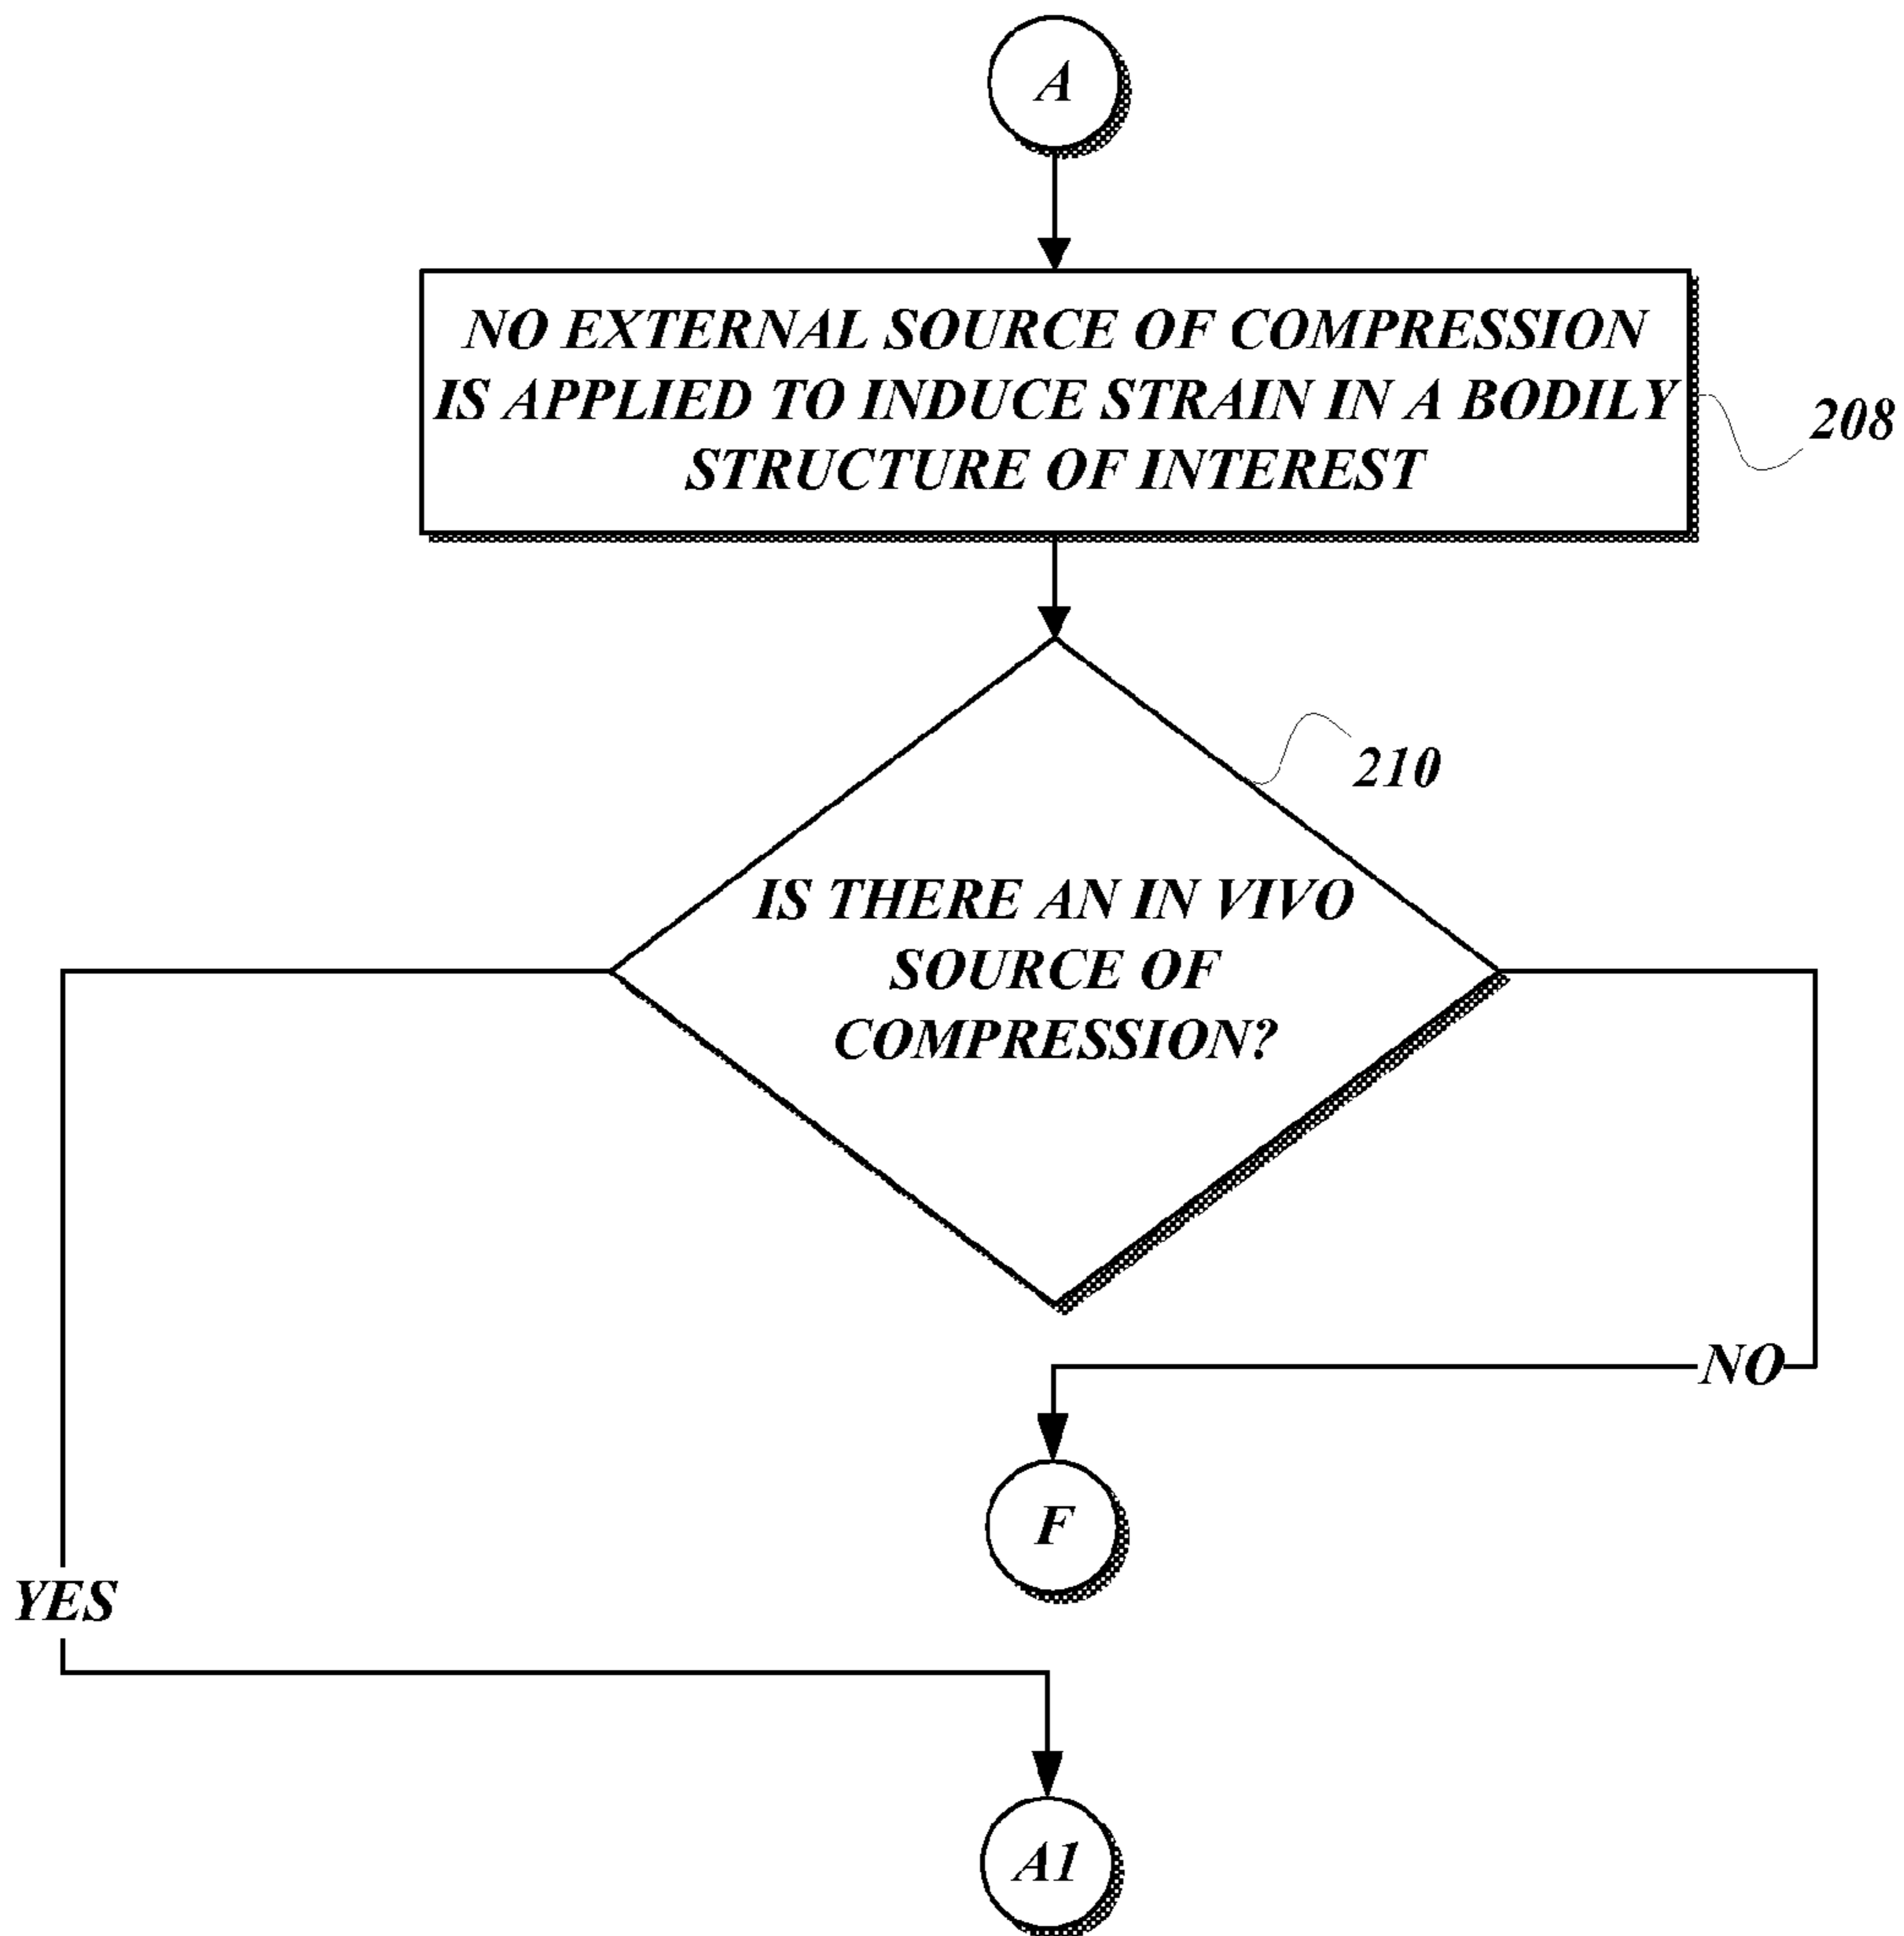 A
NO EXTERNAL SOURCE OF COMPRESSION
IS APPLIED TO INDUCE STRAIN IN A BODILY
STRUCTURE OF INTEREST
208
210
IS THERE AN IN VIVO
SOURCE OF
COMPRESSION?
NO
F
YES
A1